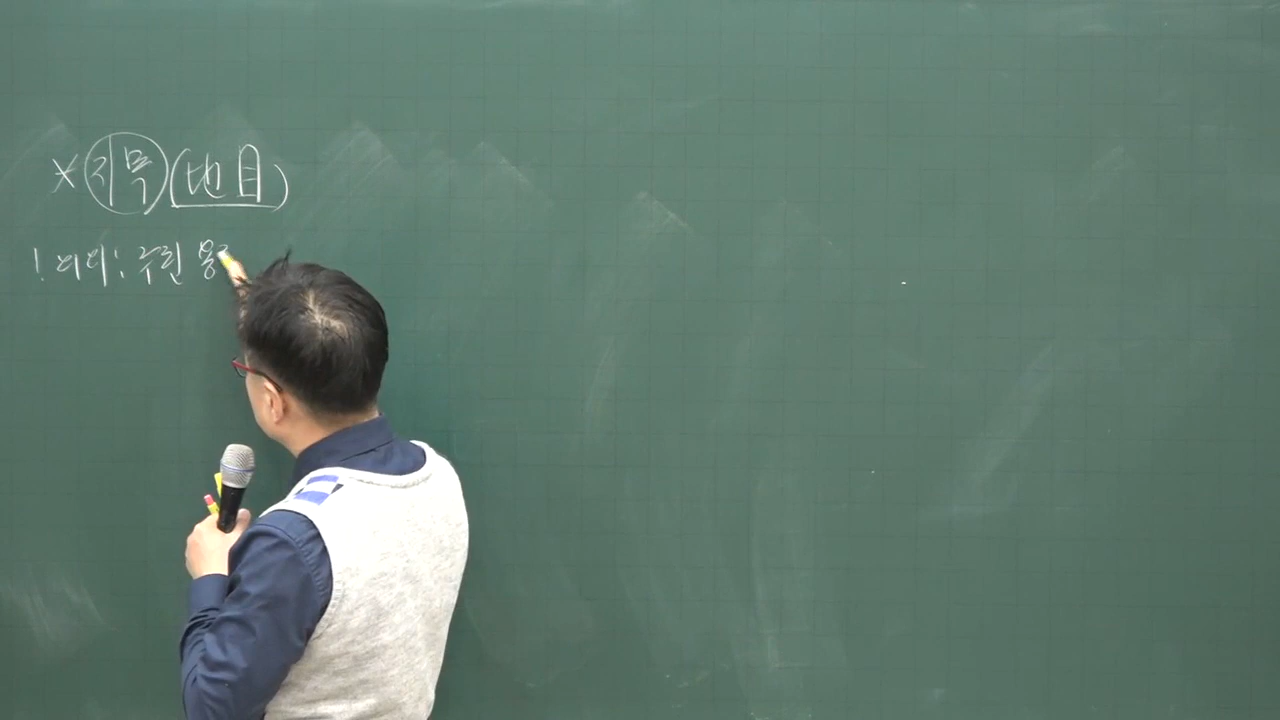 * 지목 (地目)
1. 의의 : 주된 용